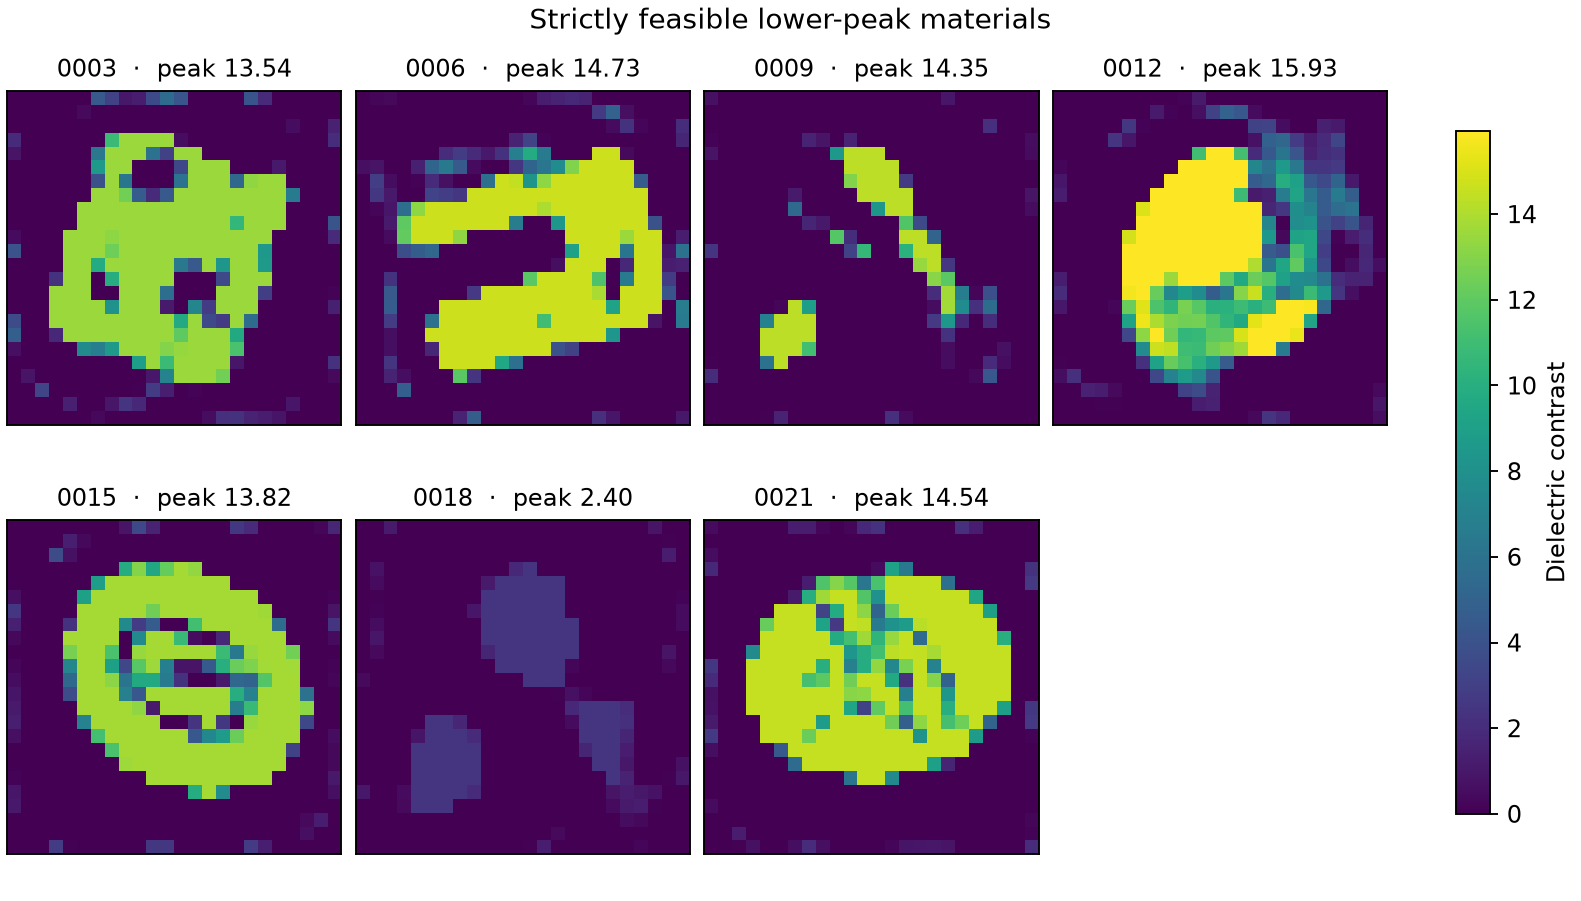 Strictly feasible lower-peak materials
0003 · peak 13.54
0006 · peak 14.73
0009 · peak 14.35
0012 · peak 15.93
14
12
10
8
6
4
2
0
Dielectric contrast
0015 · peak 13.82
0018 · peak 2.40
0021 · peak 14.54